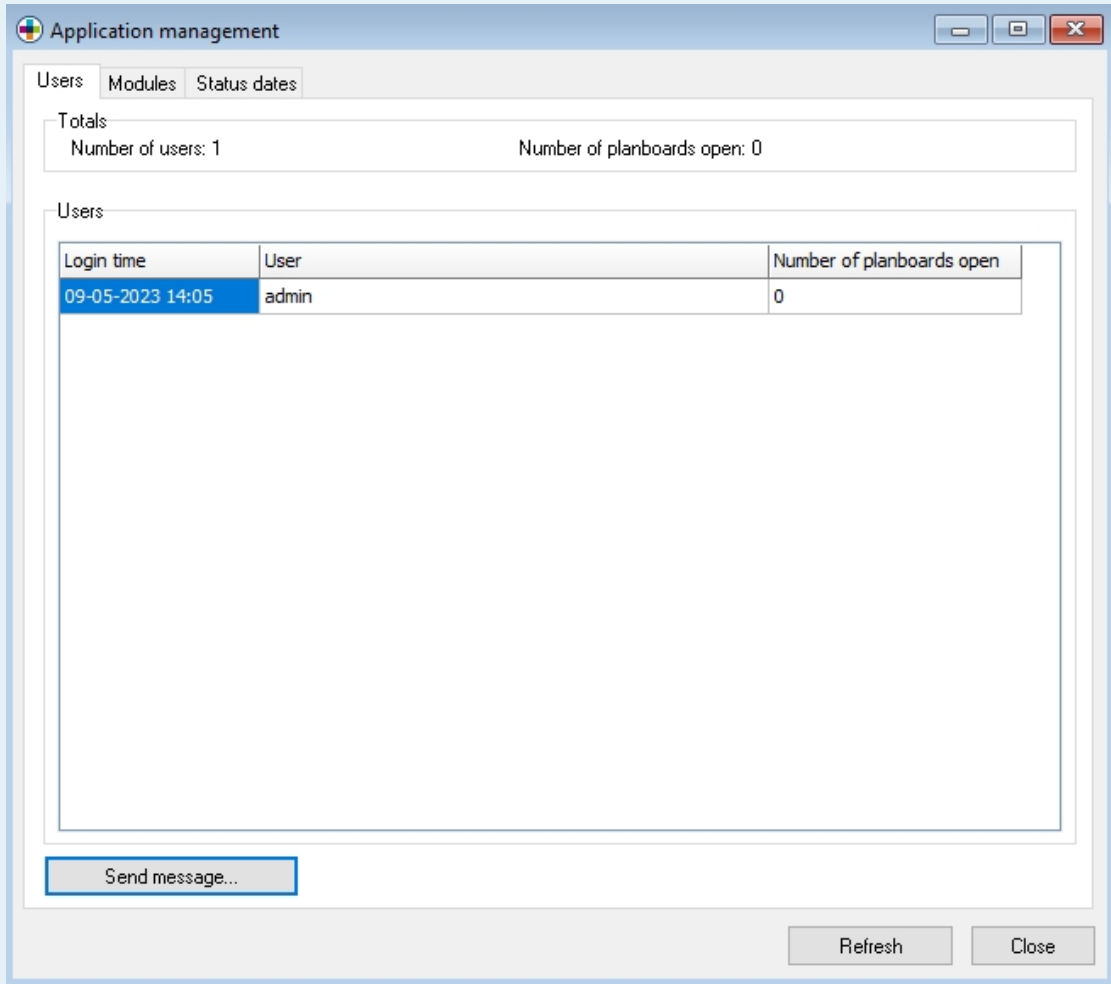 Application management
Users Modules Status dates
Totals
Number of users: 1 Number of planboards open: 0
Users
Login time User Number of planboards open
09-05-2023 14:05 admin 0
Send message...
Refresh Close